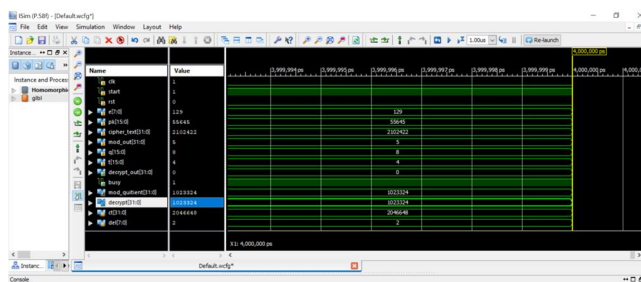 ISim (P.58f) - [Default.wcfg*]
File Edit View Simulation Window Layout Help
1.00us Re-launch
Instance...
Instance and Process
Homomorphic
glbl
Name Value
4,000,000 ps
3,999,994 ps 3,999,995 ps 3,999,996 ps 3,999,997 ps 3,999,998 ps 3,999,999 ps 4,000,000 ps
clk 1
start 1
rst 0
e[7:0] 129 129
pk[15:0] 55645 55645
cipher_text[31:0] 2102422 2102422
mod_out[31:0] 5 5
q[15:0] 8 8
t[15:0] 4 4
decrypt_out[31:0] 0 0
busy 1
mod_quitient[31:0] 1023324 1023324
decrypt[31:0] 1023324 1023324
ct[31:0] 2046648 2046648
del[7:0] 2 2
X1: 4,000,000 ps
Instanc... Default.wcfg*
Console